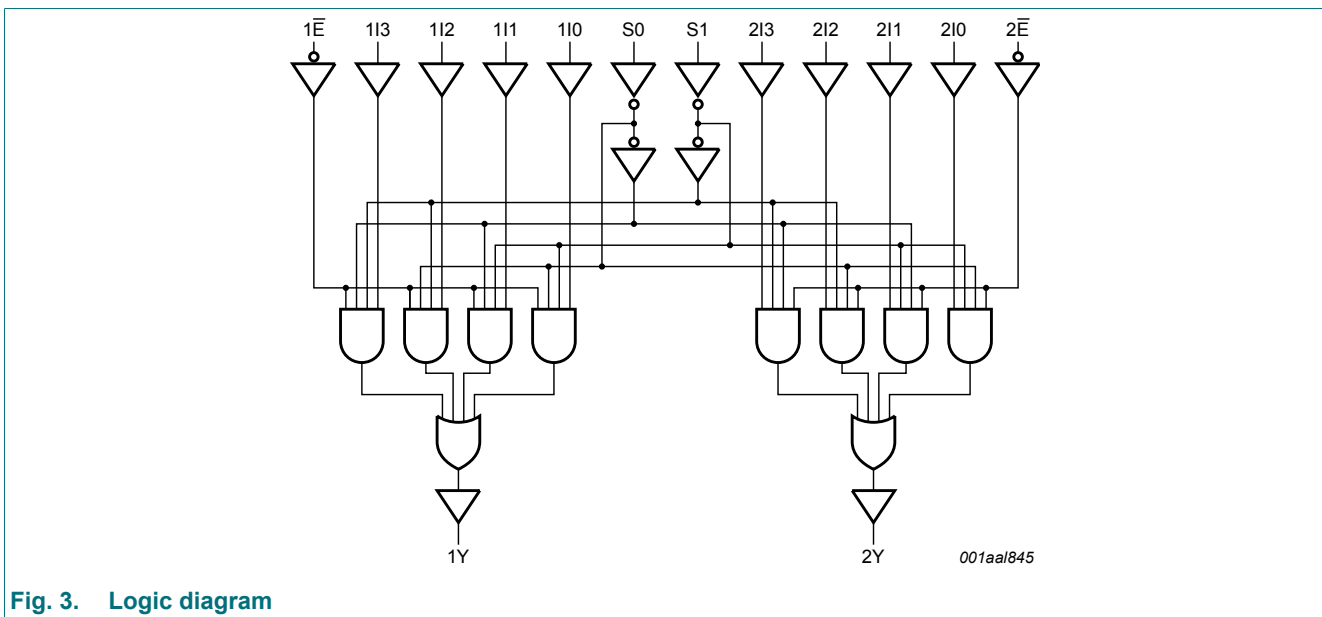 1E̅ 1I3 1I2 1I1 1I0 S0 S1 2I3 2I2 2I1 2I0 2E̅
1Y 2Y 001aal845
Fig. 3. Logic diagram